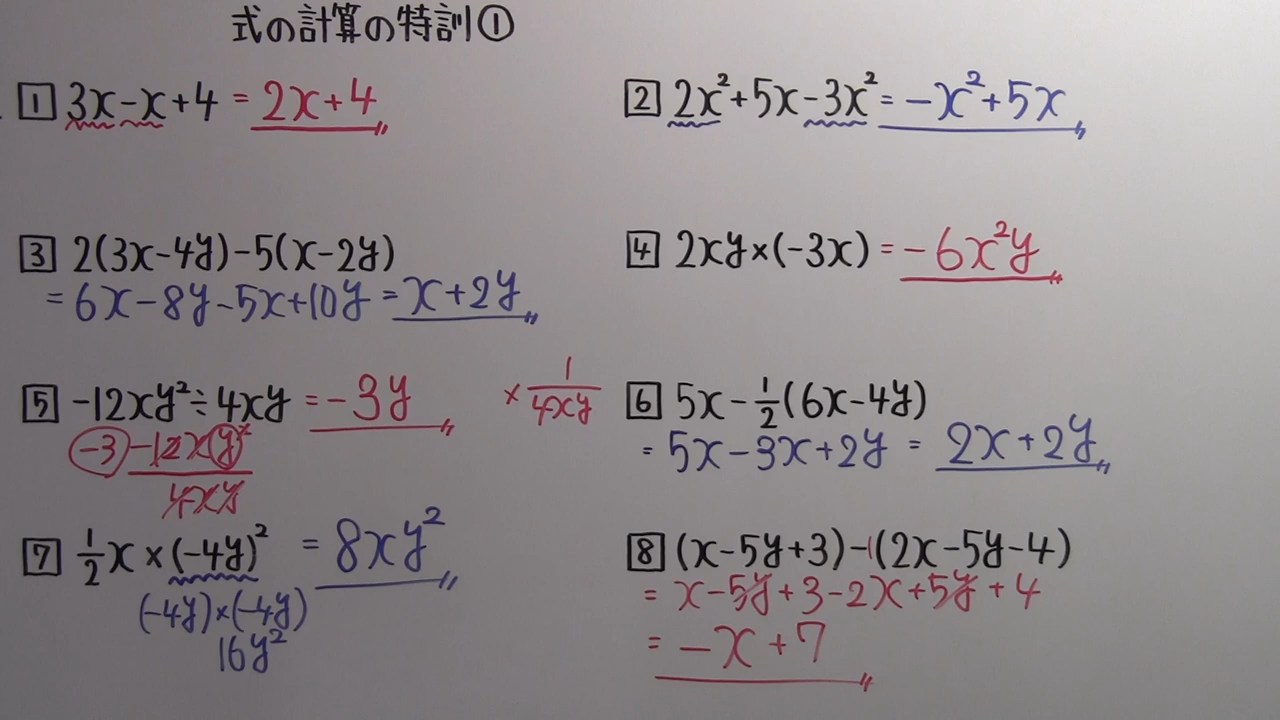 式の計算の特訓①
1 3x-x+4 = 2x+4
2 2x²+5x-3x² = -x²+5x
3 2(3x-4y)-5(x-2y)
= 6x-8y-5x+10y = x+2y
4 2xy×(-3x) = -6x²y
5 -12xy²÷4xy = -3y
× 1/4xy
-3 -12xy²/4xy
6 5x-1/2(6x-4y)
= 5x-3x+2y = 2x+2y
7 1/2x×(-4y)² = 8xy²
(-4y)×(-4y)
16y²
8 (x-5y+3)-1(2x-5y-4)
= x-5y+3-2x+5y+4
= -x+7